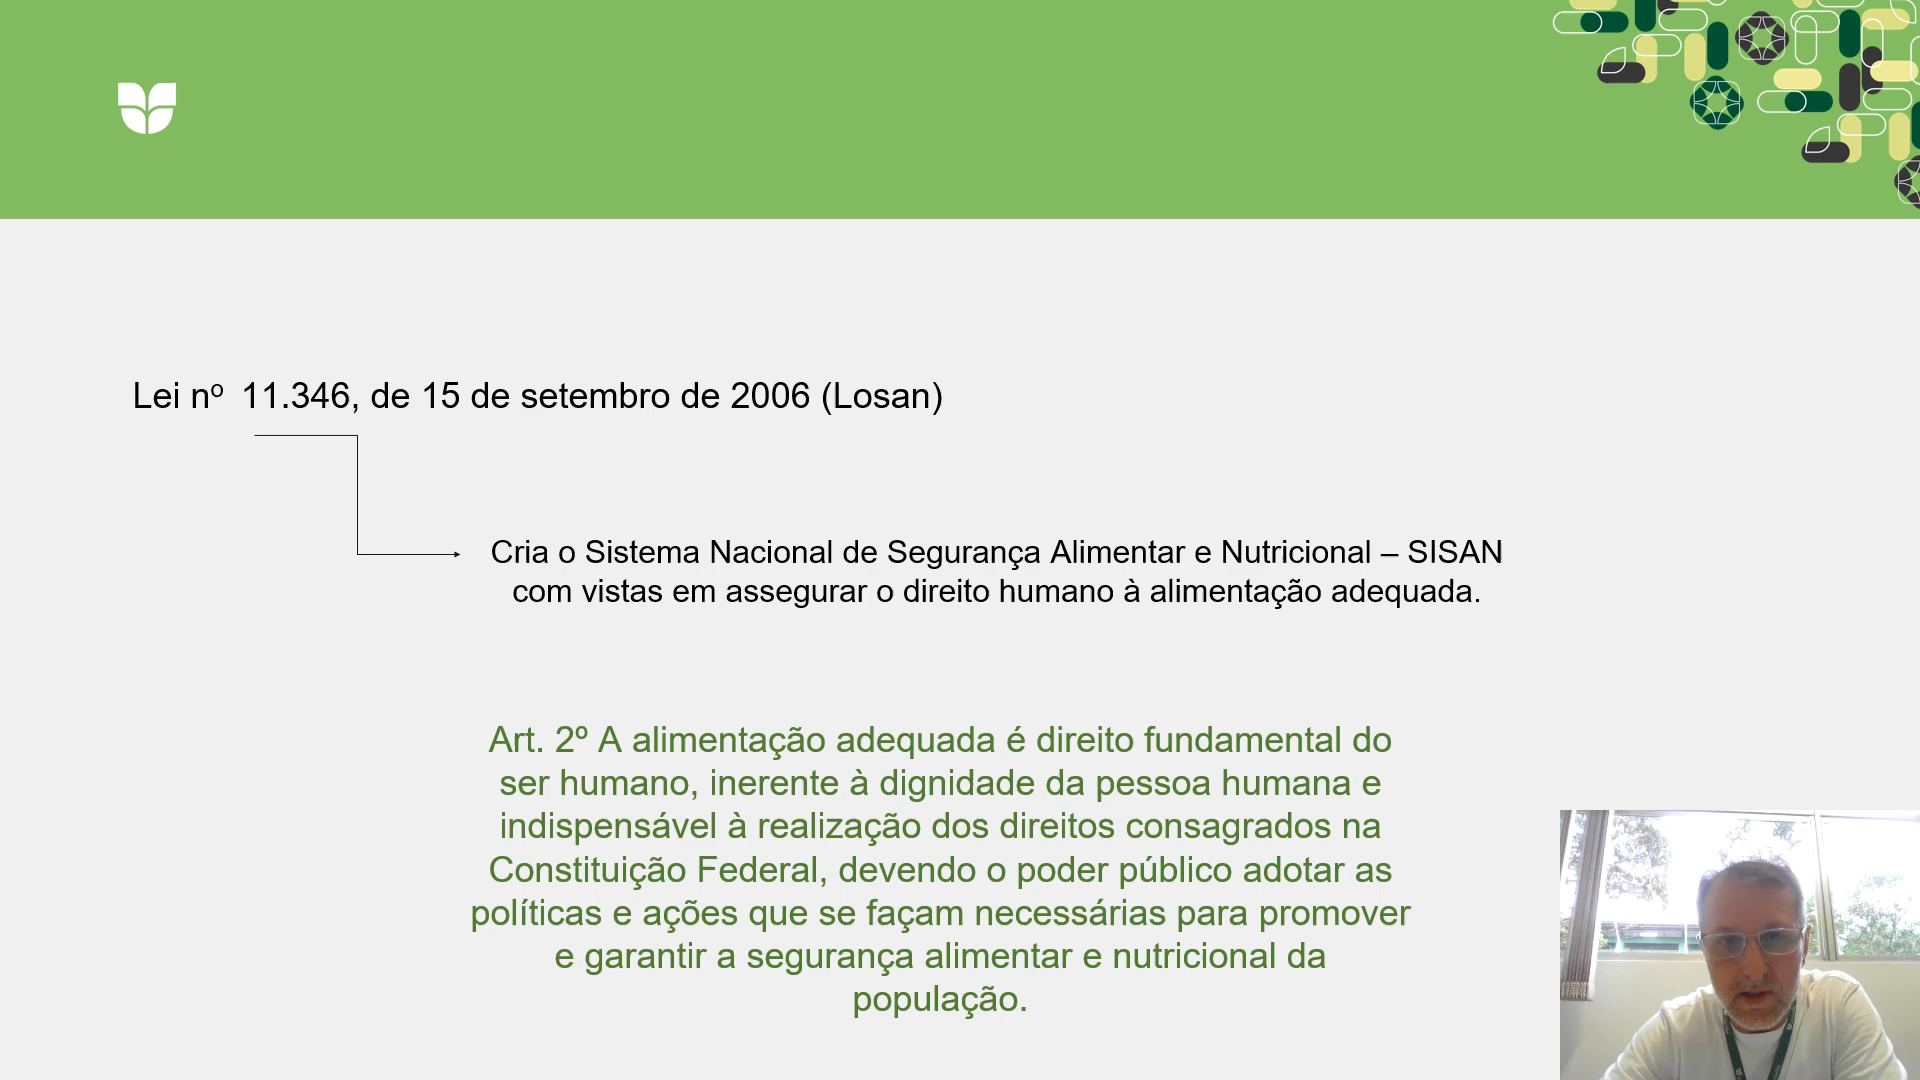 Lei nº 11.346, de 15 de setembro de 2006 (Losan)
Cria o Sistema Nacional de Segurança Alimentar e Nutricional – SISAN
com vistas em assegurar o direito humano à alimentação adequada.
Art. 2º A alimentação adequada é direito fundamental do
ser humano, inerente à dignidade da pessoa humana e
indispensável à realização dos direitos consagrados na
Constituição Federal, devendo o poder público adotar as
políticas e ações que se façam necessárias para promover
e garantir a segurança alimentar e nutricional da
população.